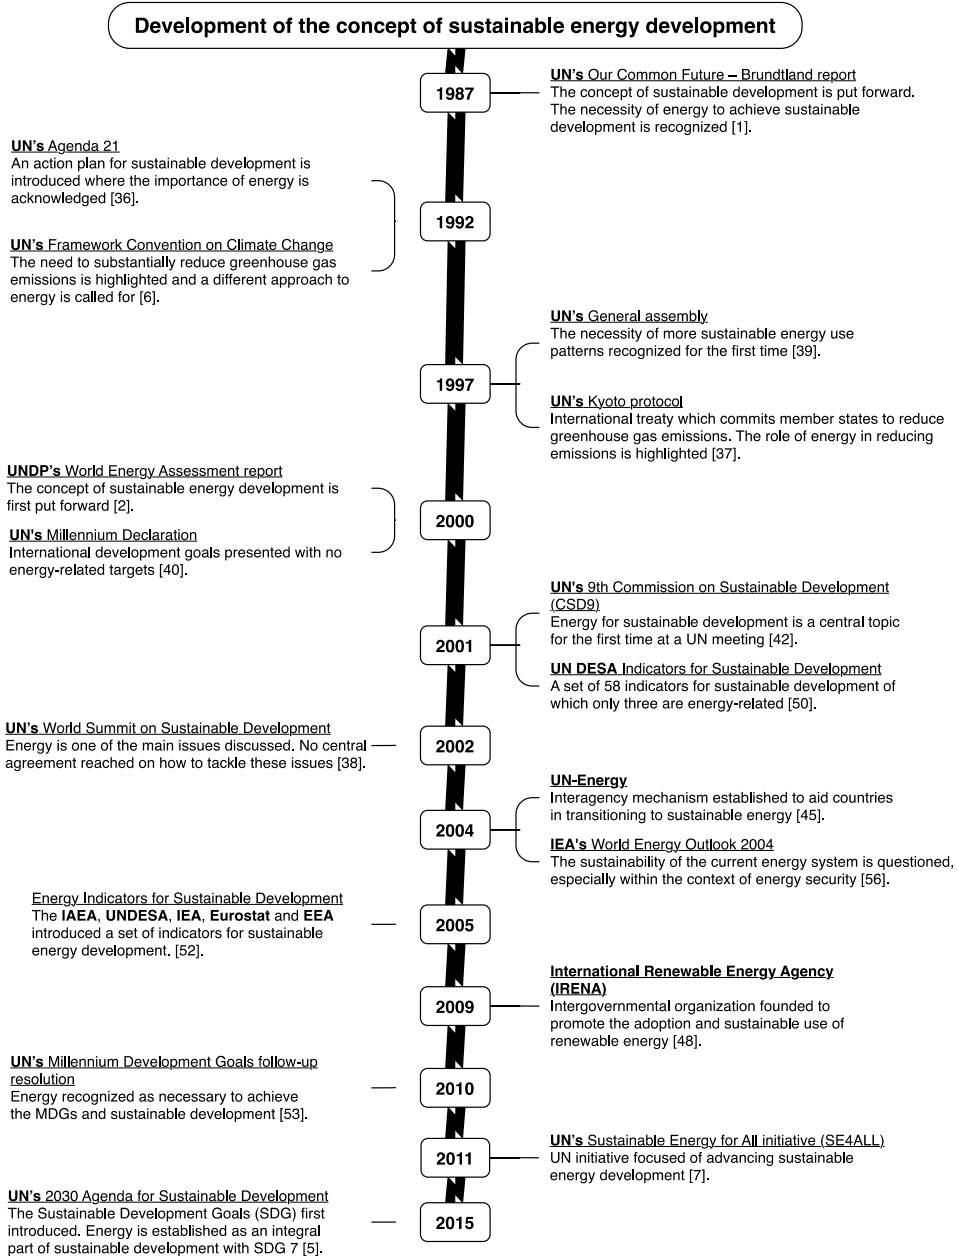 Development of the concept of sustainable energy development
1987
UN's Our Common Future – Brundtland report
The concept of sustainable development is put forward.
The necessity of energy to achieve sustainable
development is recognized [1].
UN's Agenda 21
An action plan for sustainable development is
introduced where the importance of energy is
acknowledged [36].
1992
UN's Framework Convention on Climate Change
The need to substantially reduce greenhouse gas
emissions is highlighted and a different approach to
energy is called for [6].
UN's General assembly
The necessity of more sustainable energy use
patterns recognized for the first time [39].
1997
UN's Kyoto protocol
International treaty which commits member states to reduce
greenhouse gas emissions. The role of energy in reducing
emissions is highlighted [37].
UNDP's World Energy Assessment report
The concept of sustainable energy development is
first put forward [2].
2000
UN's Millennium Declaration
International development goals presented with no
energy-related targets [40].
UN's 9th Commission on Sustainable Development
(CSD9)
Energy for sustainable development is a central topic
for the first time at a UN meeting [42].
2001
UN DESA Indicators for Sustainable Development
A set of 58 indicators for sustainable development of
which only three are energy-related [50].
UN's World Summit on Sustainable Development
Energy is one of the main issues discussed. No central
agreement reached on how to tackle these issues [38].
2002
UN-Energy
Interagency mechanism established to aid countries
in transitioning to sustainable energy [45].
2004
IEA's World Energy Outlook 2004
The sustainability of the current energy system is questioned,
especially within the context of energy security [56].
Energy Indicators for Sustainable Development
The IAEA, UNDESA, IEA, Eurostat and EEA
introduced a set of indicators for sustainable
energy development. [52].
2005
International Renewable Energy Agency
(IRENA)
Intergovernmental organization founded to
promote the adoption and sustainable use of
renewable energy [48].
2009
UN's Millennium Development Goals follow-up
resolution
Energy recognized as necessary to achieve
the MDGs and sustainable development [53].
2010
2011
UN's Sustainable Energy for All initiative (SE4ALL)
UN initiative focused of advancing sustainable
energy development [7].
UN's 2030 Agenda for Sustainable Development
The Sustainable Development Goals (SDG) first
introduced. Energy is established as an integral
part of sustainable development with SDG 7 [5].
2015